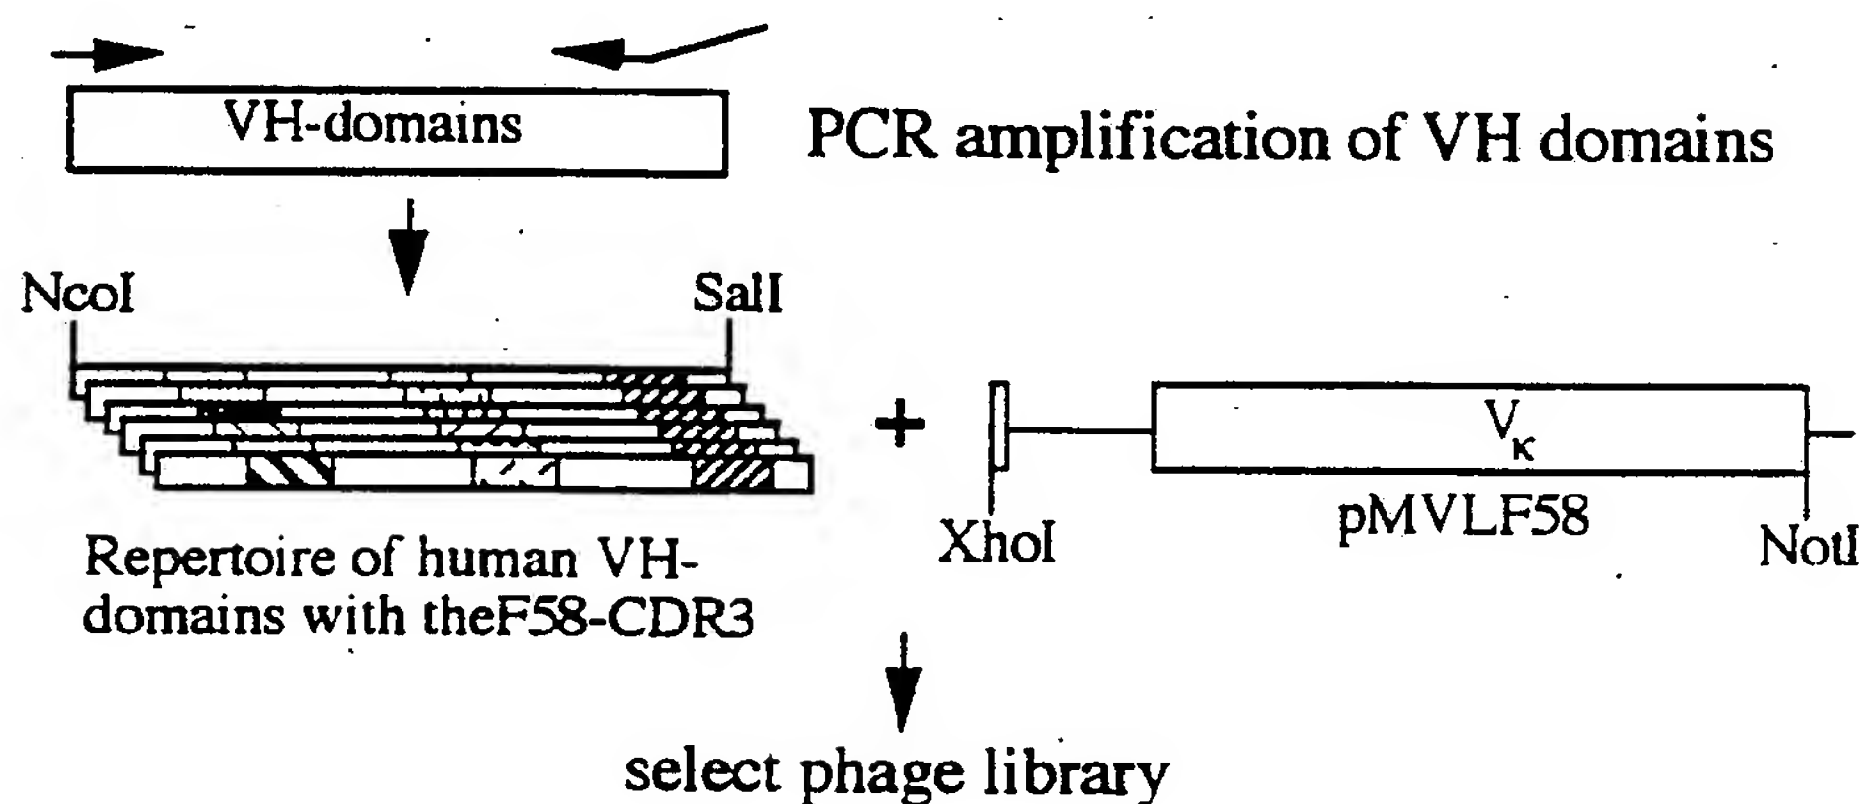 VH-domains
PCR amplification of VH domains
NcoI
SalI
Vκ
pMVLF58
XhoI
NotI
Repertoire of human VH-
domains with theF58-CDR3
select phage library